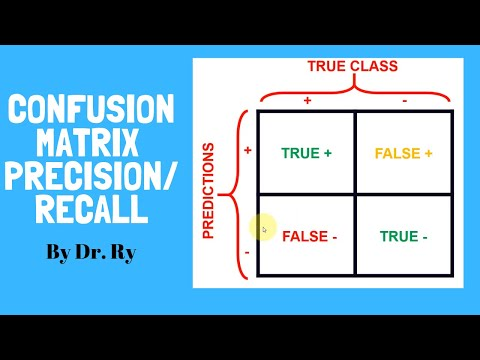 CONFUSION
MATRIX
PRECISION/
RECALL
By Dr. Ry
TRUE CLASS
+ -
PREDICTIONS
+ TRUE + FALSE +
- FALSE - TRUE -